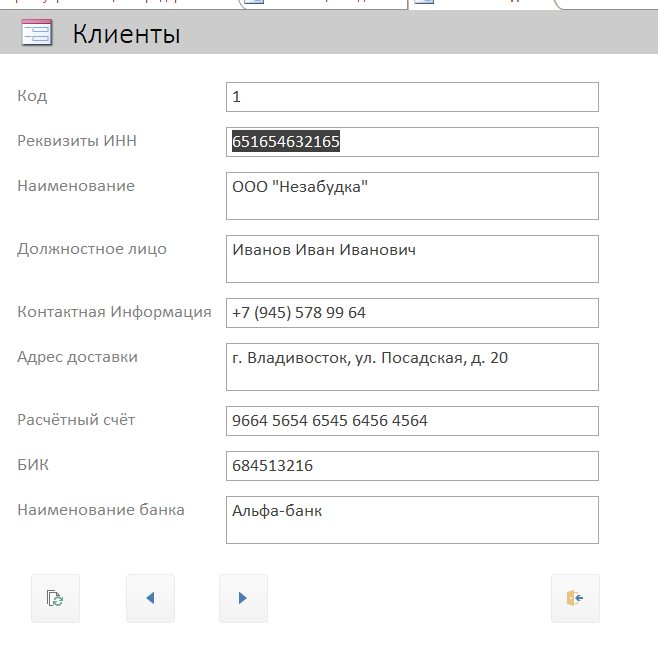 Клиенты
Код 1
Реквизиты ИНН 651654632165
Наименование ООО "Незабудка"
Должностное лицо Иванов Иван Иванович
Контактная Информация +7 (945) 578 99 64
Адрес доставки г. Владивосток, ул. Посадская, д. 20
Расчётный счёт 9664 5654 6545 6456 4564
БИК 684513216
Наименование банка Альфа-банк